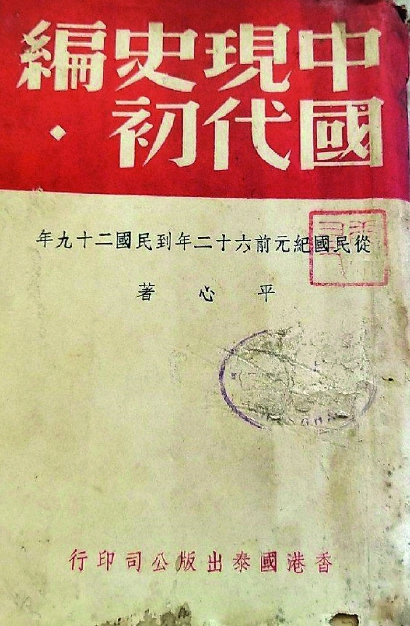 中國現代史初編·
從民國紀元前六十二年到民國二十九年
平心著
香港國泰出版公司印行